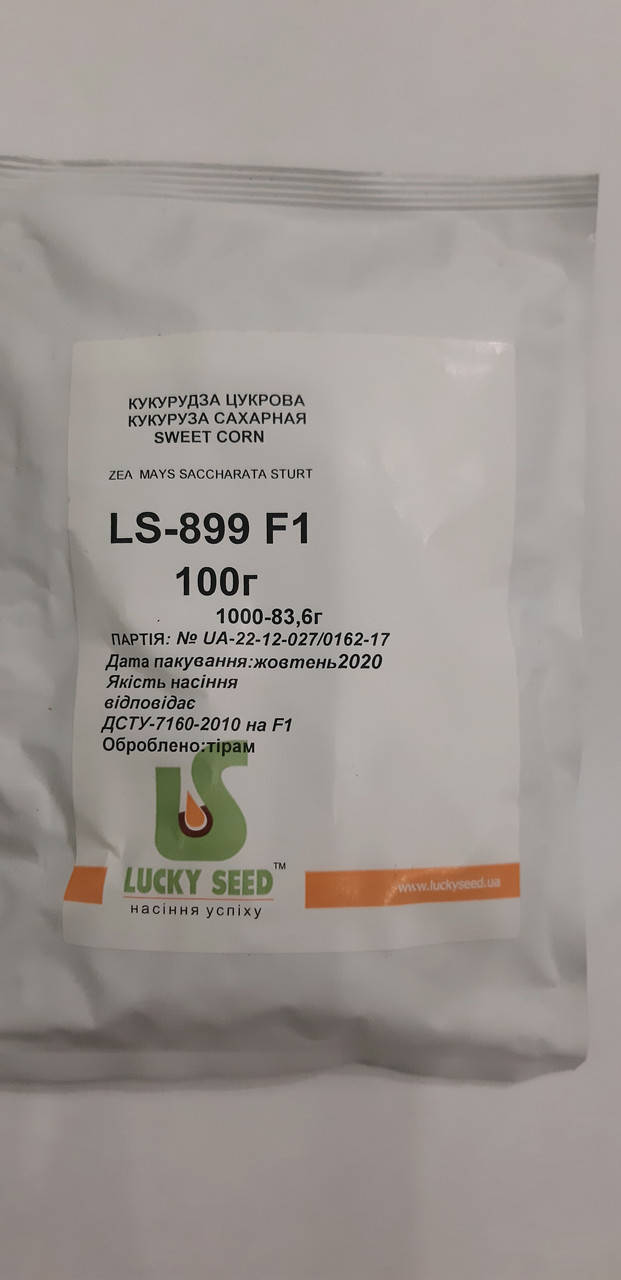 КУКУРУДЗА ЦУКРОВА
КУКУРУЗА САХАРНАЯ
SWEET CORN
ZEΛ MAYS SACCHARATA STURT
LS-899 F1
100г
1000-83,6г
ПАРТІЯ: № UA-22-12-027/0162-17
Дата пакування:жовтень2020
Якість насіння
відповідає
ДСТУ-7160-2010 на F1
Оброблено:тірам
LS
LUCKY SEED™
насіння успіху
www.luckyseed.ua